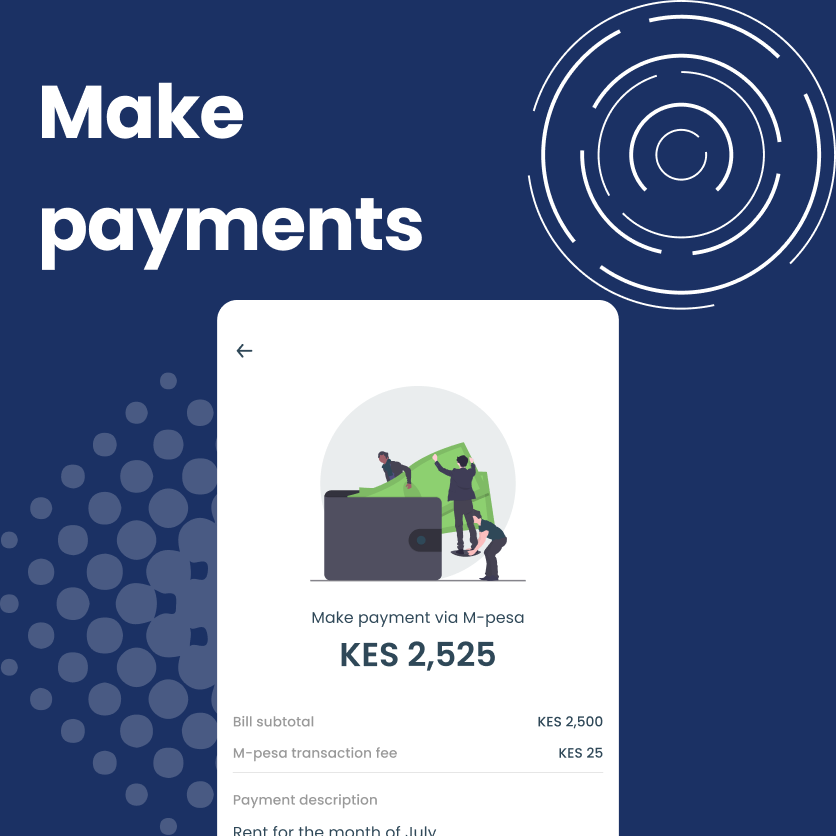 Make
payments
Make payment via M-pesa
KES 2,525
Bill subtotal KES 2,500
M-pesa transaction fee KES 25
Payment description
Rent for the month of July